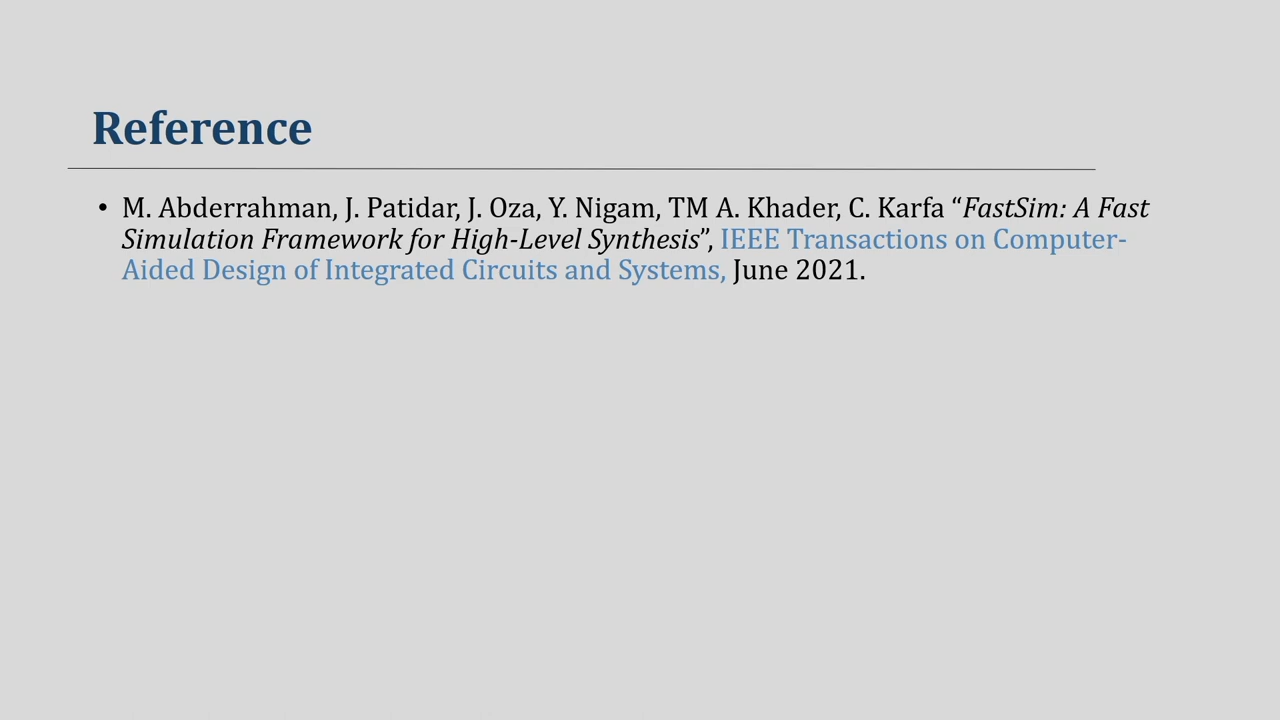 Reference
• M. Abderrahman, J. Patidar, J. Oza, Y. Nigam, TM A. Khader, C. Karfa “FastSim: A Fast
Simulation Framework for High-Level Synthesis”, IEEE Transactions on Computer-
Aided Design of Integrated Circuits and Systems, June 2021.